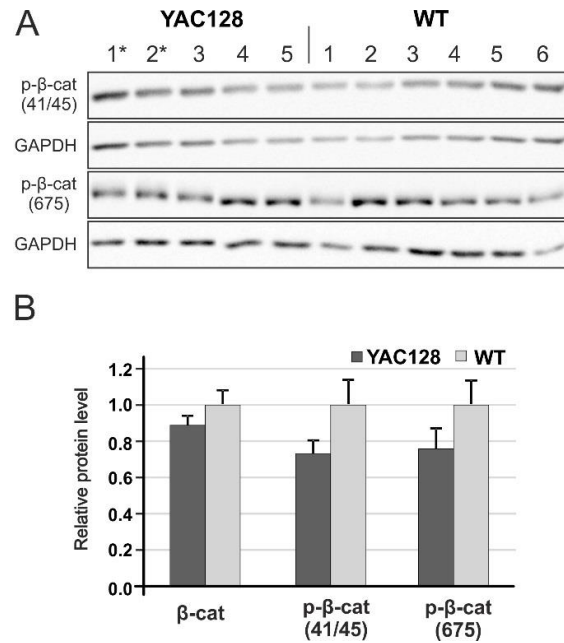 A
YAC128 WT
1* 2* 3 4 5 1 2 3 4 5 6
p-β-cat
(41/45)
GAPDH
p-β-cat
(675)
GAPDH
B
YAC128 WT
Relative protein level
1.2
1.0
0.8
0.6
0.4
0.2
0.0
β-cat p-β-cat p-β-cat
(41/45) (675)